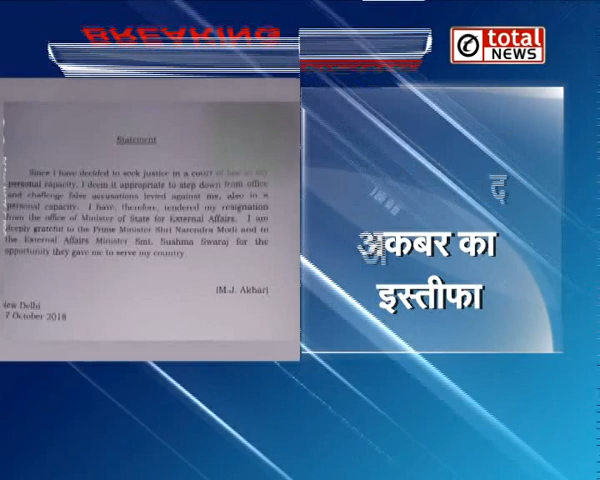 BREAKING
total
NEWS
Statement
Since I have decided to seek justice in a court of law in my
personal capacity, I deem it appropriate to step down from office
and challenge false accusations levied against me, also in a
personal capacity. I have, therefore, tendered my resignation
from the office of Minister of State for External Affairs. I am
deeply grateful to the Prime Minister Shri Narendra Modi and to
the External Affairs Minister Smt. Sushma Swaraj for the
opportunity they gave me to serve my country.
(M.J. Akbar)
ew Delhi
7 October 2018
अकबर का
इस्तीफा